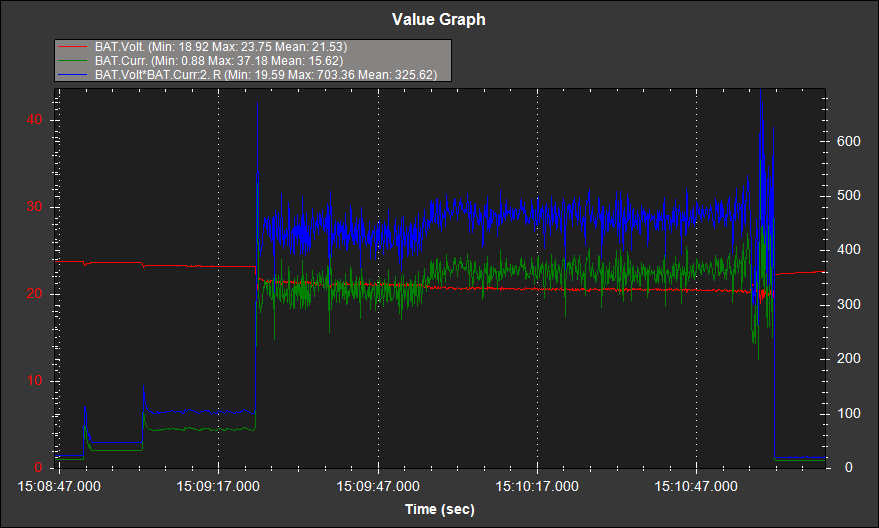 Value Graph
BAT.Volt. (Min: 18.92 Max: 23.75 Mean: 21.53)
BAT.Curr. (Min: 0.88 Max: 37.18 Mean: 15.62)
BAT.Volt*BAT.Curr:2. R (Min: 19.59 Max: 703.36 Mean: 325.62)
40
600
500
30
400
20
300
200
10
100
0
0
15:08:47.000 15:09:17.000 15:09:47.000 15:10:17.000 15:10:47.000
Time (sec)